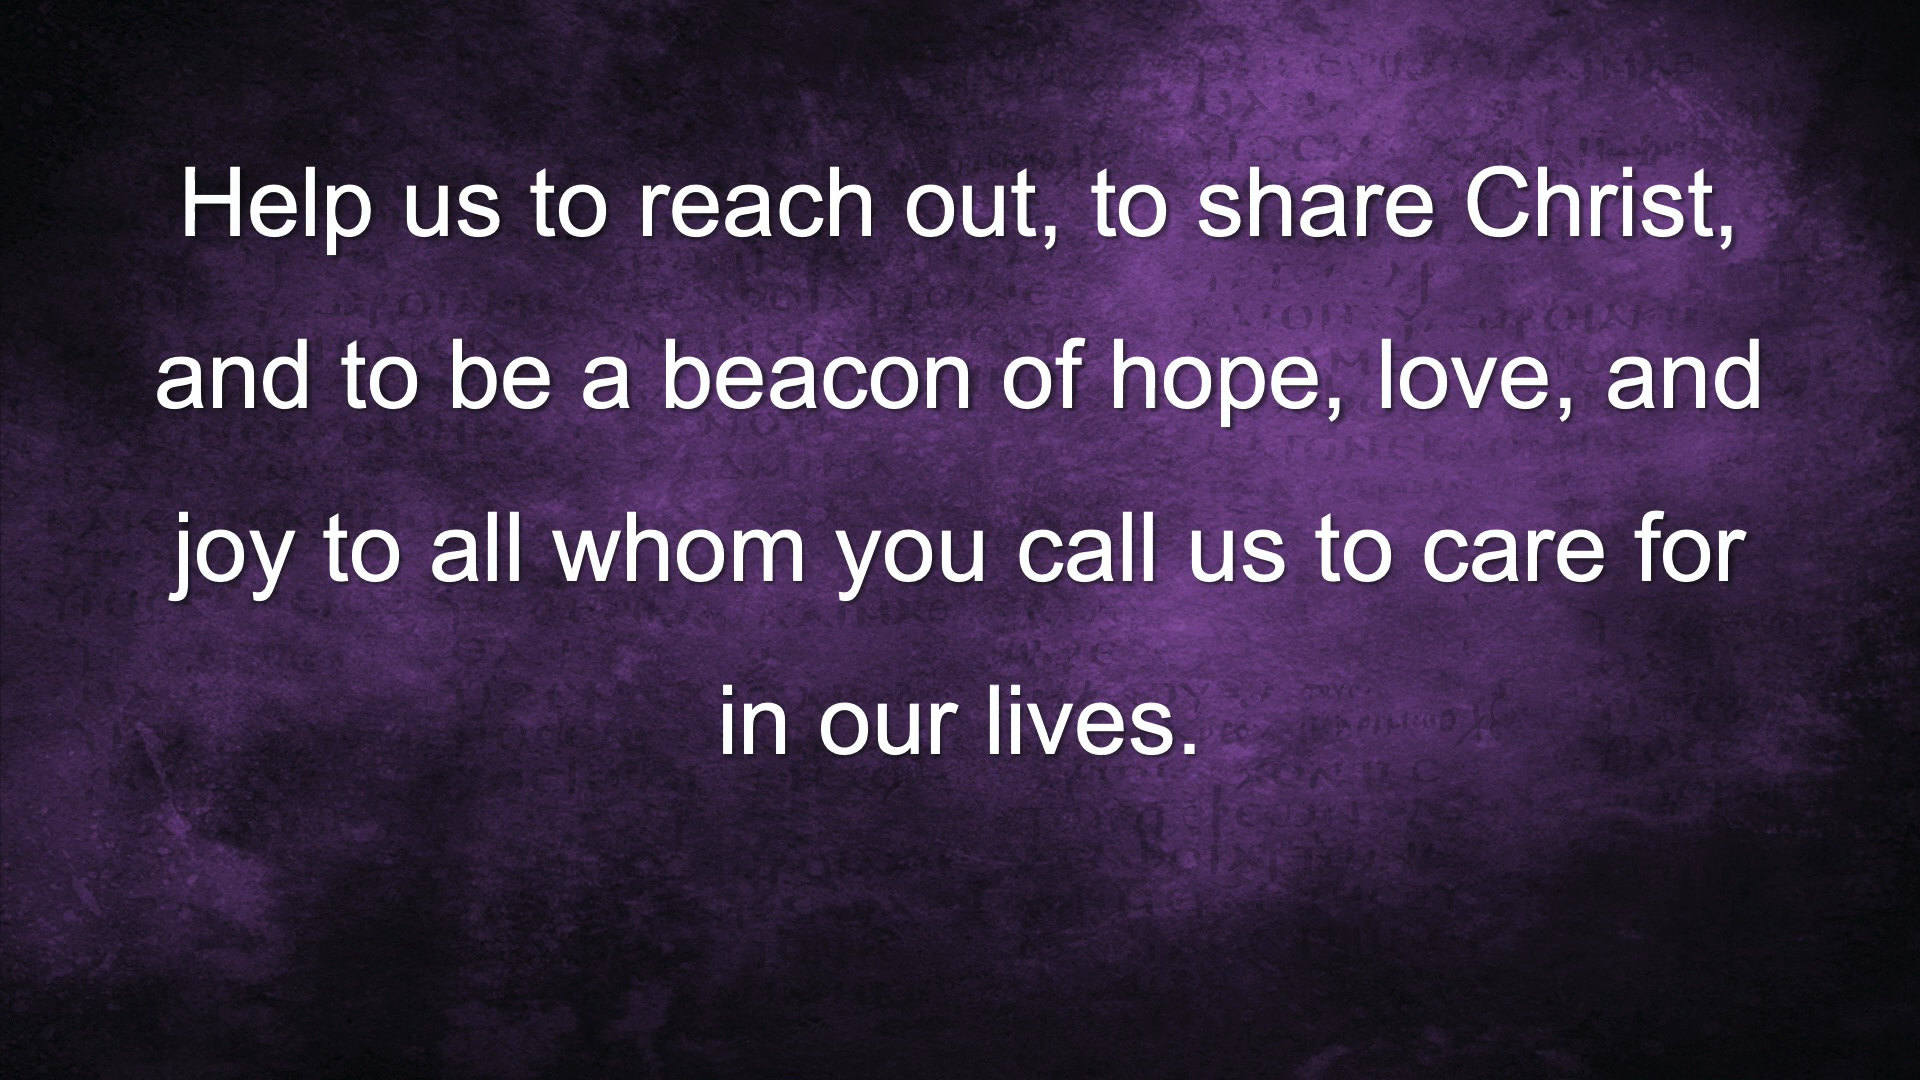 Help us to reach out, to share Christ,
and to be a beacon of hope, love, and
joy to all whom you call us to care for
in our lives.